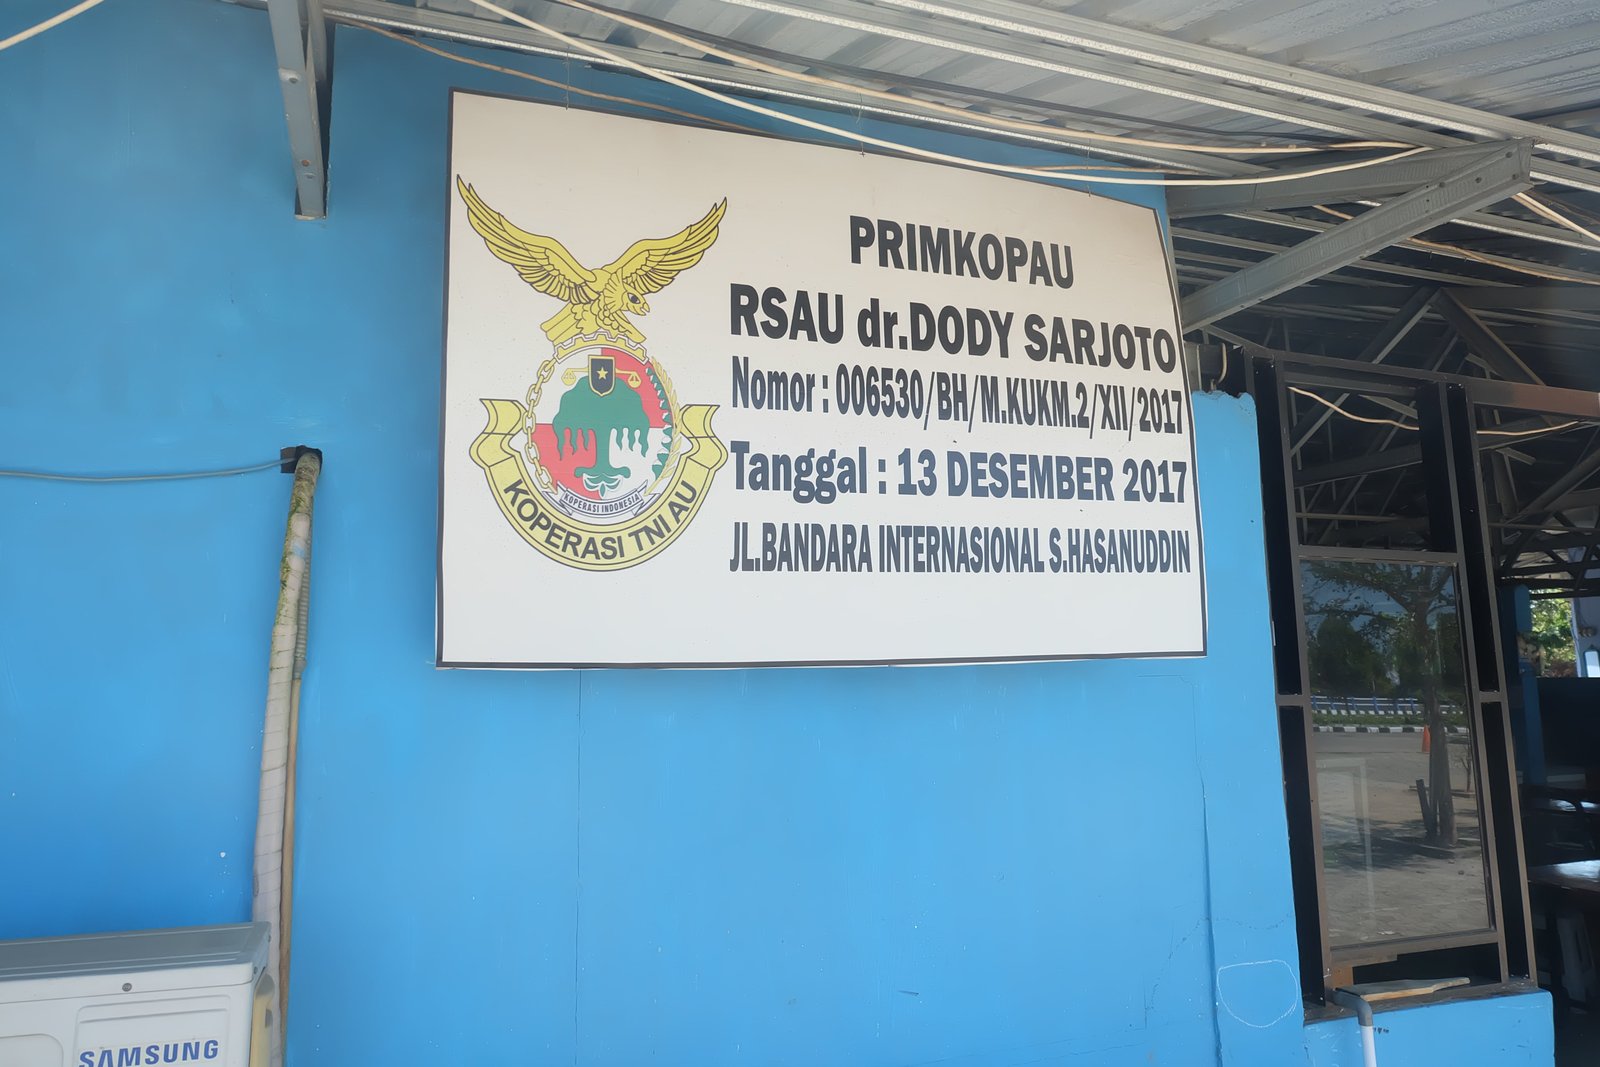 PRIMKOPAU
RSAU dr.DODY SARJOTO
Nomor : 006530/BH/M.KUKM.2/XII/2017
Tanggal : 13 DESEMBER 2017
JL.BANDARA INTERNASIONAL S.HASANUDDIN
KOPERASI INDONESIA
KOPERASI TNI AU
SAMSUNG